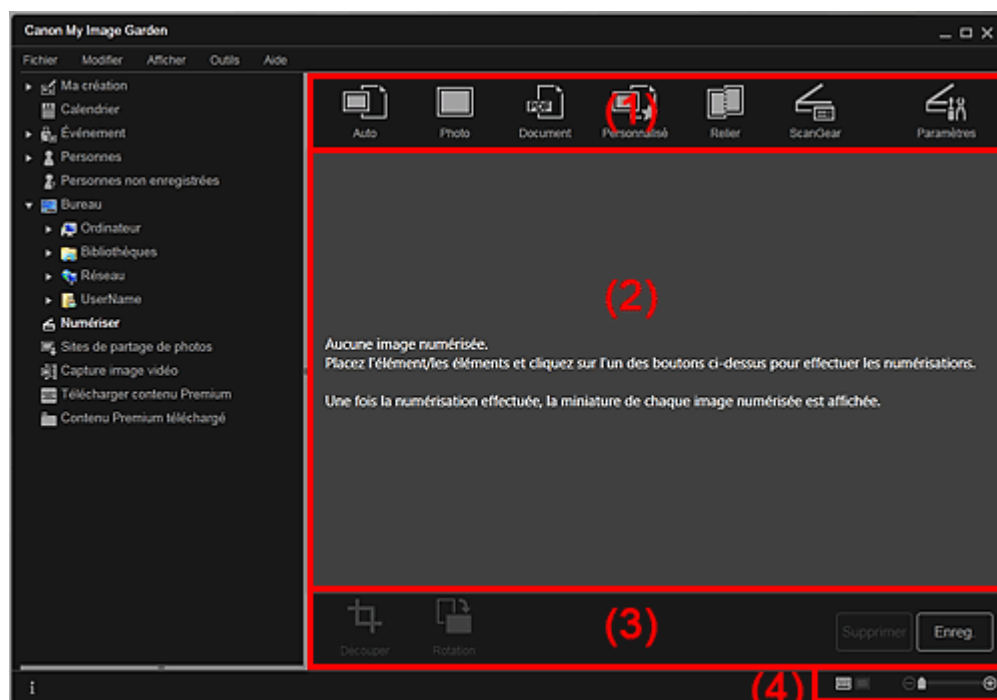 Canon My Image Garden
Fichier Modifier Afficher Outils Aide
Ma création
Calendrier
Événement
Personnes
Personnes non enregistrées
Bureau
Ordinateur
Bibliothèques
Réseau
UserName
Numériser
Sites de partage de photos
Capture image vidéo
Télécharger contenu Premium
Contenu Premium téléchargé
Auto Photo Document Personnalisé Relier ScanGear Paramètres
PDF
(1)
(2)
Aucune image numérisée.
Placez l'élément/les éléments et cliquez sur l'un des boutons ci-dessus pour effectuer les numérisations.
Une fois la numérisation effectuée, la miniature de chaque image numérisée est affichée.
Découper Rotation
(3)
Supprimer Enreg.
(4)